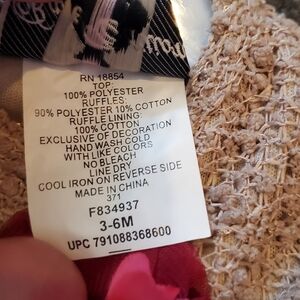 RN 18854
TOP:
100% POLYESTER
RUFFLES:
90% POLYESTER 10% COTTON
RUFFLE LINING:
100% COTTON
EXCLUSIVE OF DECORATION
HAND WASH COLD
WITH LIKE COLORS
NO BLEACH
LINE DRY
COOL IRON ON REVERSE SIDE
MADE IN CHINA
371
F834937
3-6M
UPC 791088368600